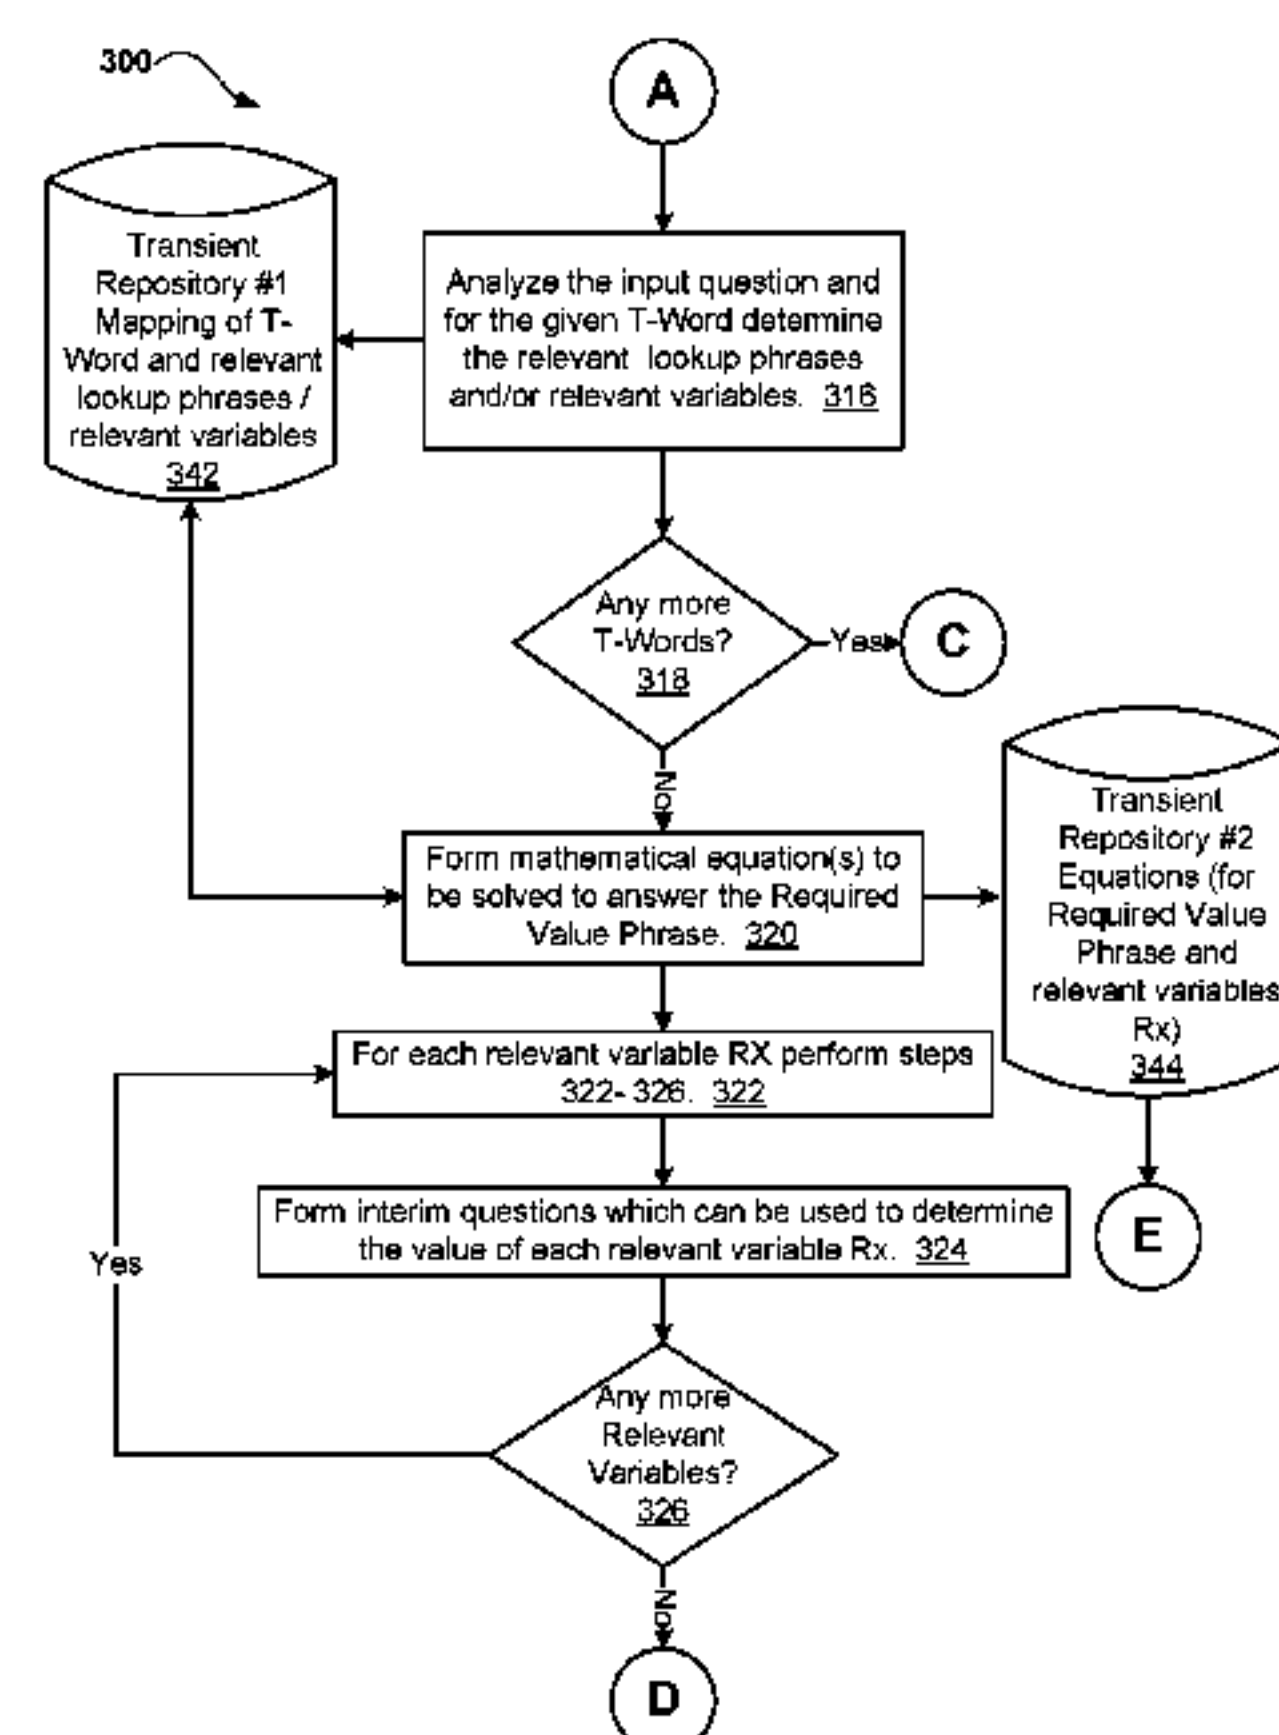 300
A
Transient
Repository #1
Mapping of T-
Word and relevant
lookup phrases /
relevant variables
342
Analyze the input question and
for the given T-Word determine
the relevant lookup phrases
and/or relevant variables. 316
Any more
T-Words?
318
Yes
C
No
Form mathematical equation(s) to
be solved to answer the Required
Value Phrase. 320
Transient
Repository #2
Equations (for
Required Value
Phrase and
relevant variables
Rx)
344
For each relevant variable RX perform steps
322- 326. 322
Form interim questions which can be used to determine
the value of each relevant variable Rx. 324
E
Yes
Any more
Relevant
Variables?
326
No
D